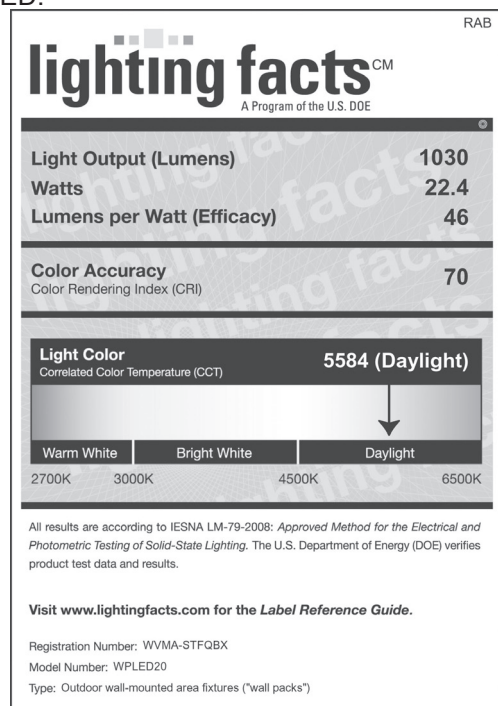 ED.
RAB
lighting facts CM
A Program of the U.S. DOE
Light Output (Lumens) 1030
Watts 22.4
Lumens per Watt (Efficacy) 46
Color Accuracy
Color Rendering Index (CRI) 70
Light Color
Correlated Color Temperature (CCT) 5584 (Daylight)
Warm White Bright White Daylight
2700K 3000K 4500K 6500K
All results are according to IESNA LM-79-2008: Approved Method for the Electrical and
Photometric Testing of Solid-State Lighting. The U.S. Department of Energy (DOE) verifies
product test data and results.
Visit www.lightingfacts.com for the Label Reference Guide.
Registration Number: WVMA-STFQBX
Model Number: WPLED20
Type: Outdoor wall-mounted area fixtures ("wall packs")